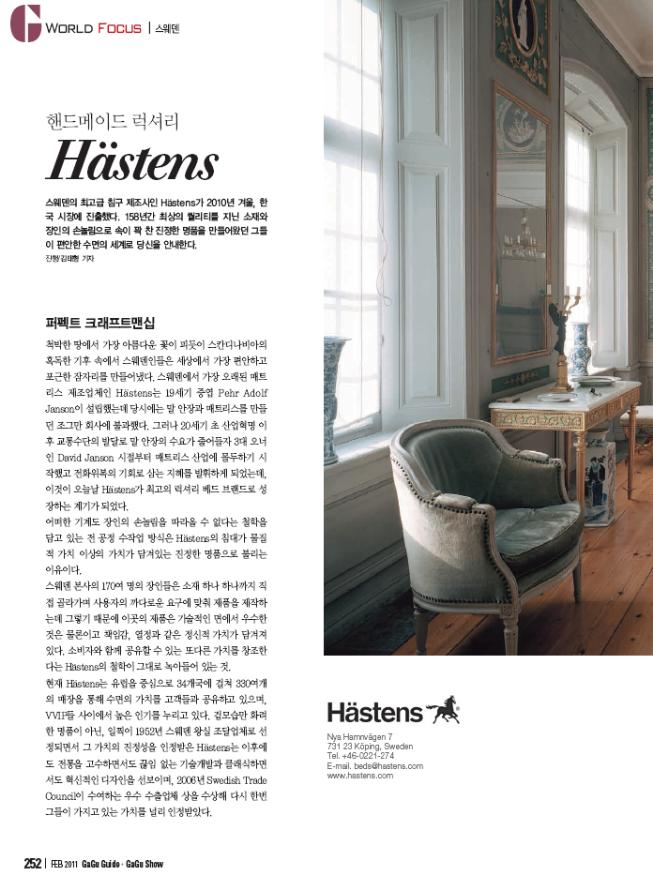 G WORLD FOCUS | 스웨덴
핸드메이드 럭셔리
Hästens
스웨덴의 최고급 침구 제조사인 Hästens가 2010년 겨울, 한
국 시장에 진출했다. 158년간 최상의 퀄리티를 지닌 소재와
장인의 손놀림으로 속이 꽉 찬 진정한 명품을 만들어왔던 그들
이 편안한 수면의 세계로 당신을 안내한다.
진행/김태형 기자
퍼펙트 크래프트맨십
척박한 땅에서 가장 아름다운 꽃이 피듯이 스칸디나비아의
혹독한 기후 속에서 스웨덴인들은 세상에서 가장 편안하고
포근한 잠자리를 만들어냈다. 스웨덴에서 가장 오래된 매트
리스 제조업체인 Hästens는 19세기 중엽 Pehr Adolf
Janson이 설립했는데 당시에는 말 안장과 매트리스를 만들
던 조그만 회사에 불과했다. 그러나 20세기 초 산업혁명 이
후 교통수단의 발달로 말 안장의 수요가 줄어들자 3대 오너
인 David Janson 시절부터 매트리스 산업에 몰두하기 시
작했고 전화위복의 기회로 삼는 지혜를 발휘하게 되었는데,
이것이 오늘날 Hästens가 최고의 럭셔리 베드 브랜드로 성
장하는 계기가 되었다.
어떠한 기계도 장인의 손놀림을 따라올 수 없다는 철학을
담고 있는 전 공정 수작업 방식은 Hästens의 침대가 물질
적 가치 이상의 가치가 담겨있는 진정한 명품으로 불리는
이유이다.
스웨덴 본사의 170여 명의 장인들은 소재 하나 하나까지 직
접 골라가며 사용자의 까다로운 요구에 맞춰 제품을 제작하
는데 그렇기 때문에 이곳의 제품은 기술적인 면에서 우수한
것은 물론이고 책임감, 열정과 같은 정신적 가치가 담겨져
있다. 소비자와 함께 공유할 수 있는 또다른 가치를 창조한
다는 Hästens의 철학이 그대로 녹아들어 있는 것.
현재 Hästens는 유럽을 중심으로 34개국에 걸쳐 330여개
의 매장을 통해 수면의 가치를 고객들과 공유하고 있으며,
VVIP들 사이에서 높은 인기를 누리고 있다. 겉모습만 화려
한 명품이 아닌, 일찍이 1952년 스웨덴 왕실 조달업체로 선
정되면서 그 가치의 진정성을 인정받은 Hästens는 이후에
도 전통을 고수하면서도 끊임 없는 기술개발과 클래식하면
서도 혁신적인 디자인을 선보이며, 2006년 Swedish Trade
Council이 수여하는 우수 수출업체 상을 수상해 다시 한번
그들이 가지고 있는 가치를 널리 인정받았다.
Hästens
Nya Hamnvägen 7
731 23 Köping, Sweden
Tel. +46-0221-274
E-mail. beds@hastens.com
www.hastens.com
252 | FEB 2011 GaGu Guide · GaGu Show